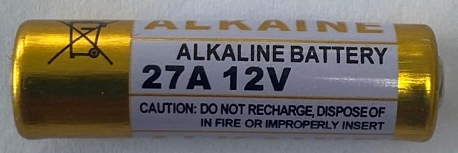 ALKAINE
ALKALINE BATTERY
27A 12V
CAUTION: DO NOT RECHARGE, DISPOSE OF
IN FIRE OR IMPROPERLY INSERT